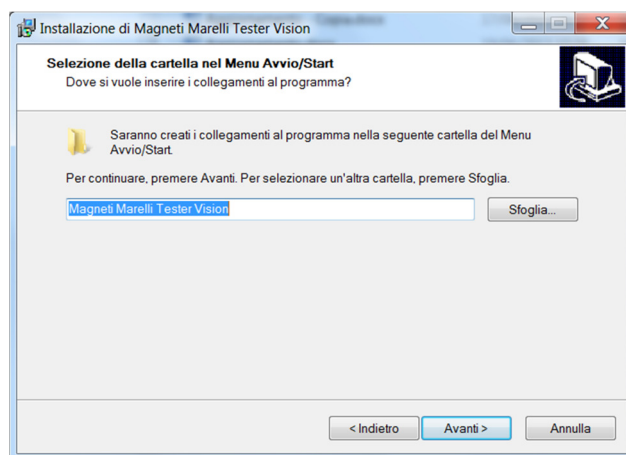 Installazione di Magneti Marelli Tester Vision
Selezione della cartella nel Menu Avvio/Start
Dove si vuole inserire i collegamenti al programma?
Saranno creati i collegamenti al programma nella seguente cartella del Menu
Avvio/Start.
Per continuare, premere Avanti. Per selezionare un'altra cartella, premere Sfoglia.
Magneti Marelli Tester Vision
Sfoglia...
< Indietro
Avanti >
Annulla